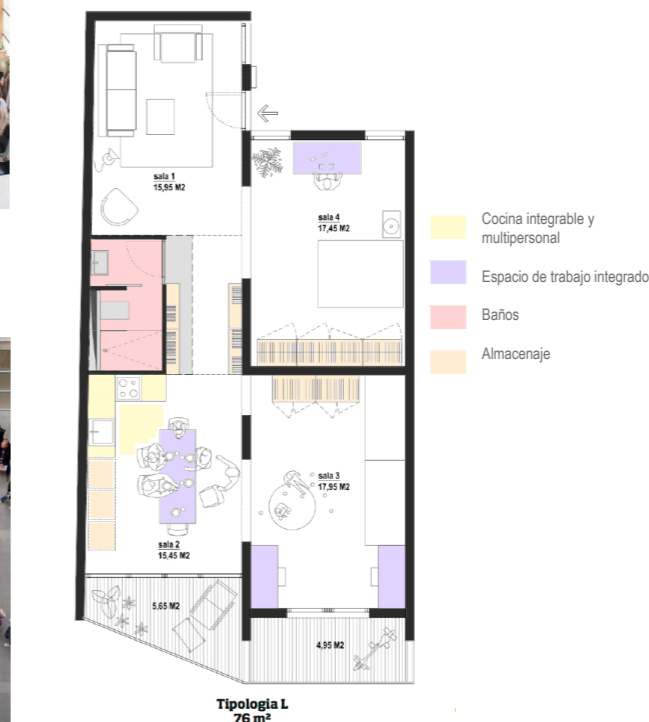 sala 1
15,95 M2
sala 4
17,45 M2
Cocina integrable y
multipersonal
Espacio de trabajo integrado
Baños
Almacenaje
sala 3
17,95 M2
sala 2
15,45 M2
5,65 M2
4,95 M2
Tipologia L
76 m²